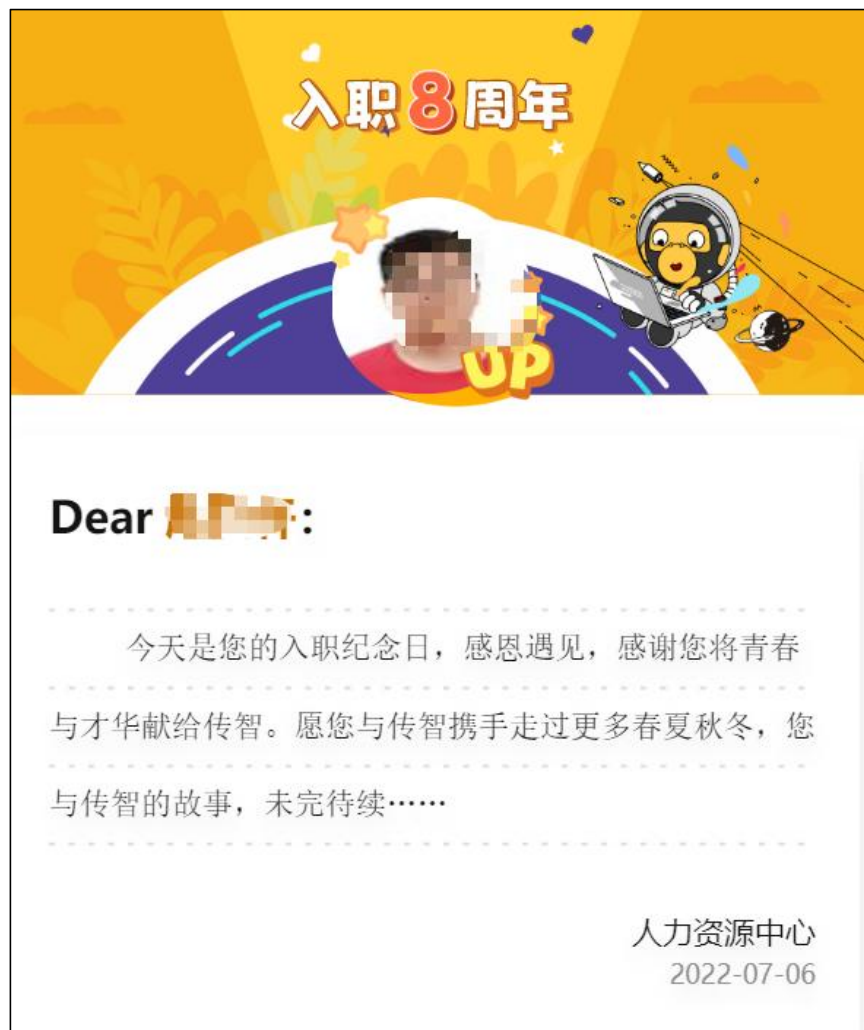 入职8周年
UP
Dear :
今天是您的入职纪念日，感恩遇见，感谢您将青春
与才华献给传智。愿您与传智携手走过更多春夏秋冬，您
与传智的故事，未完待续……
人力资源中心
2022-07-06